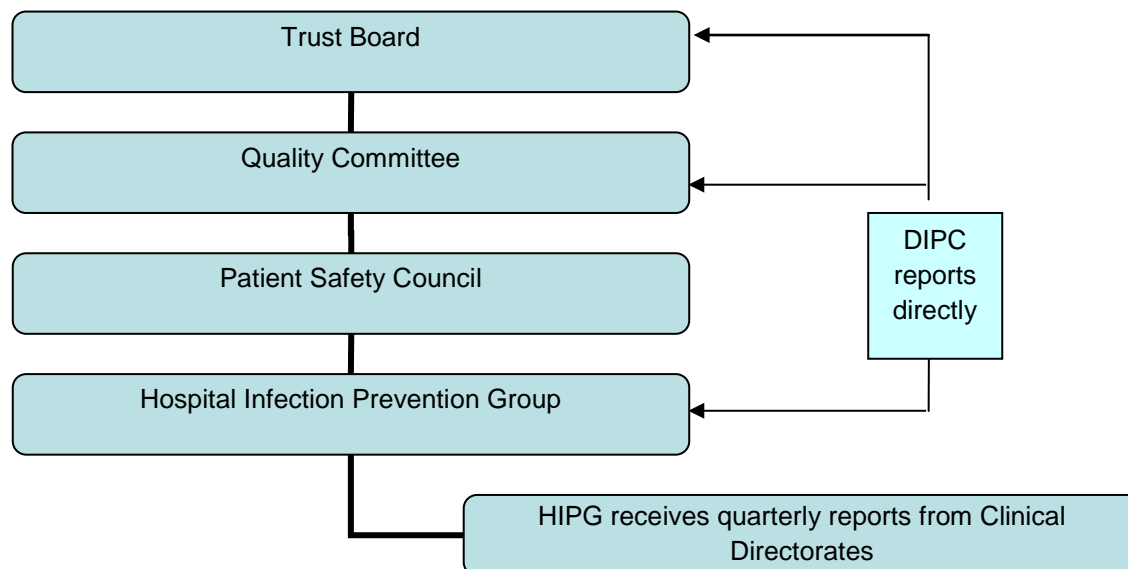 Trust Board
Quality Committee
DIPC
reports
directly
Patient Safety Council
Hospital Infection Prevention Group
HIPG receives quarterly reports from Clinical
Directorates